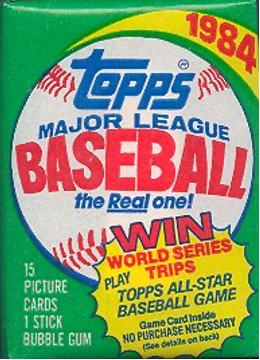 1984
TOPPS
MAJOR LEAGUE
BASEBALL
the Real one!
WIN
WORLD SERIES
TRIPS
PLAY
TOPPS ALL-STAR
BASEBALL GAME
Game Card Inside
NO PURCHASE NECESSARY
(See details on back)
15
PICTURE
CARDS
1 STICK
BUBBLE GUM